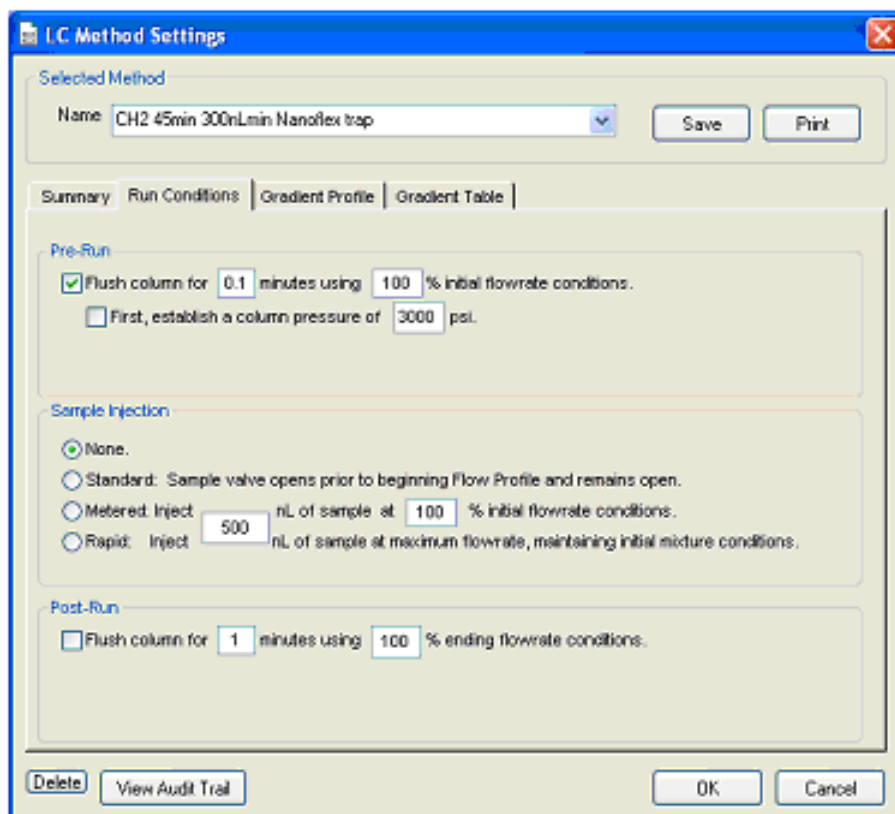 LC Method Settings
Selected Method
Name CH2 45min 300nLmin Nanoflex trap Save Print
Summary Run Conditions Gradient Profile Gradient Table
Pre-Run
Flush column for 0.1 minutes using 100 % initial flowrate conditions.
First, establish a column pressure of 3000 psi.
Sample Injection
None.
Standard: Sample valve opens prior to beginning Flow Profile and remains open.
Metered: Inject nL of sample at 100 % initial flowrate conditions.
500
Rapid: Inject nL of sample at maximum flowrate, maintaining initial mixture conditions.
Post-Run
Flush column for 1 minutes using 100 % ending flowrate conditions.
Delete View Audit Trail OK Cancel